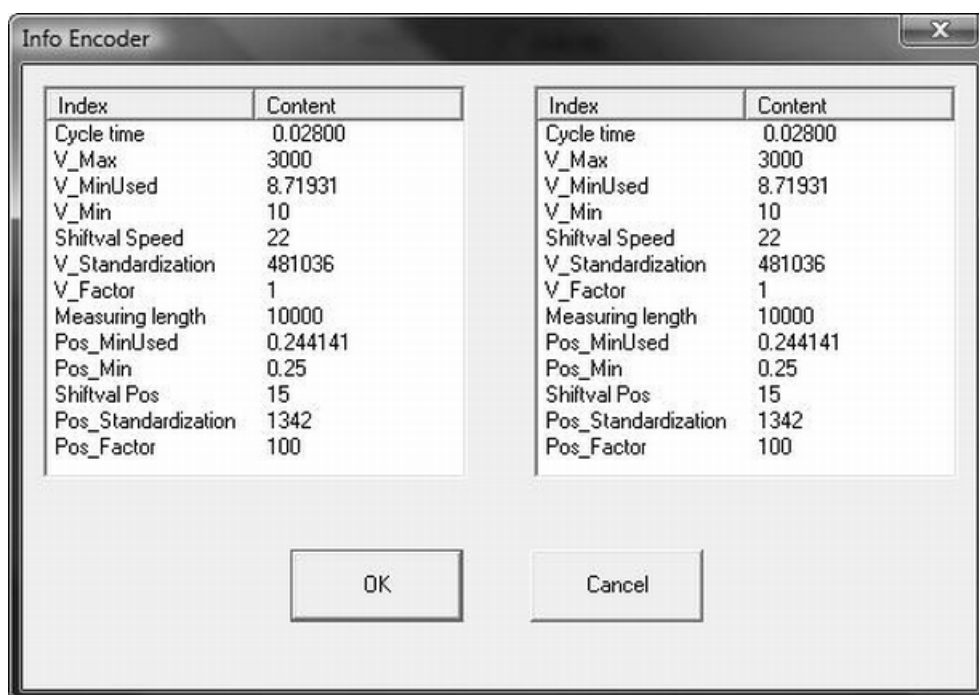 Info Encoder
Index Content
Cycle time 0.02800
V_Max 3000
V_MinUsed 8.71931
V_Min 10
Shiftval Speed 22
V_Standardization 481036
V_Factor 1
Measuring length 10000
Pos_MinUsed 0.244141
Pos_Min 0.25
Shiftval Pos 15
Pos_Standardization 1342
Pos_Factor 100
Index Content
Cycle time 0.02800
V_Max 3000
V_MinUsed 8.71931
V_Min 10
Shiftval Speed 22
V_Standardization 481036
V_Factor 1
Measuring length 10000
Pos_MinUsed 0.244141
Pos_Min 0.25
Shiftval Pos 15
Pos_Standardization 1342
Pos_Factor 100
OK Cancel